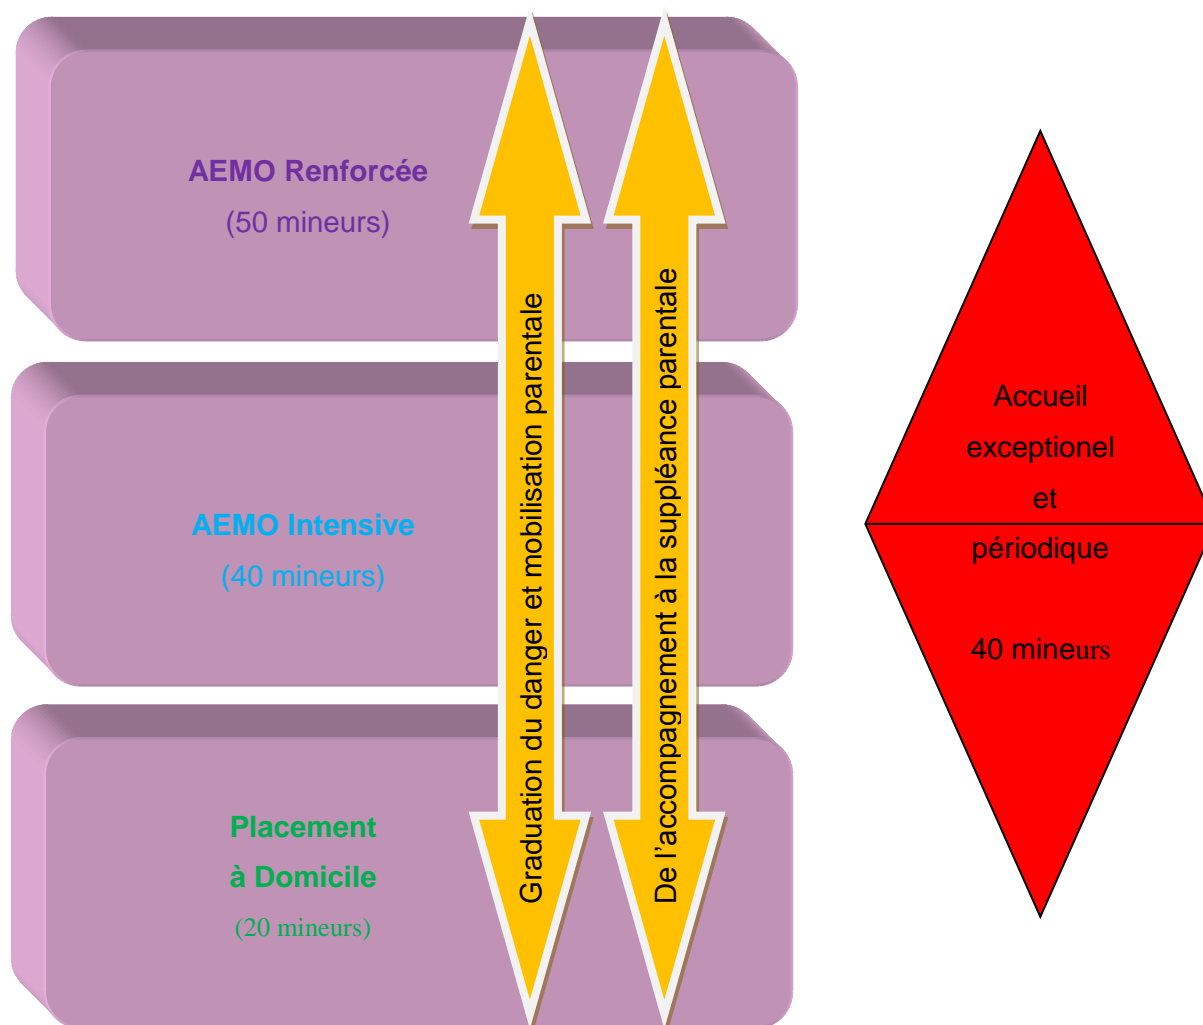 AEMO Renforcée
(50 mineurs)
AEMO Intensive
(40 mineurs)
Placement
à Domicile
(20 mineurs)
Graduation du danger et mobilisation parentale
De l'accompagnement à la suppléance parentale
Accueil
exceptionel
et
périodique
40 mineurs